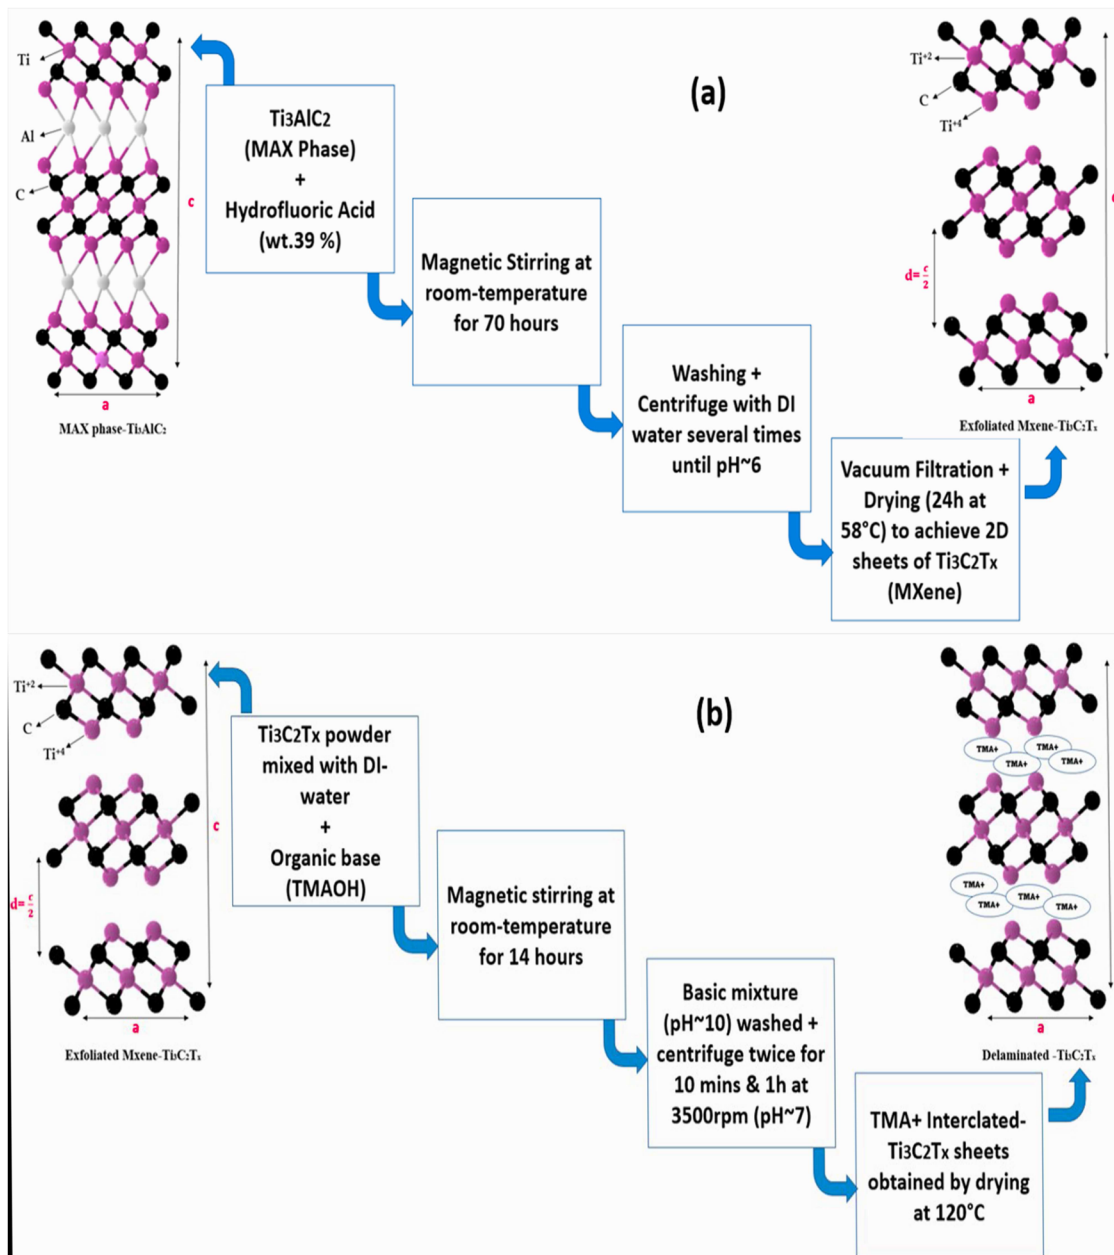 Ti
Al
C
c
a
MAX phase-Ti₃AlC₂
Ti3AlC2
(MAX Phase)
+
Hydrofluoric Acid
(wt.39 %)
Magnetic Stirring at
room-temperature
for 70 hours
Washing +
Centrifuge with DI
water several times
until pH~6
Vacuum Filtration +
Drying (24h at
58°C) to achieve 2D
sheets of Ti3C2Tx
(MXene)
(a)
Ti⁺²
C
Ti⁺⁴
d=c/2
a
Exfoliated Mxene-Ti₃C₂Tₓ
Ti⁺²
C
Ti⁺⁴
c
d=c/2
a
Exfoliated Mxene-Ti₃C₂Tₓ
Ti3C2Tx powder
mixed with DI-
water
+
Organic base
(TMAOH)
Magnetic stirring at
room-temperature
for 14 hours
Basic mixture
(pH~10) washed +
centrifuge twice for
10 mins & 1h at
3500rpm (pH~7)
TMA+ Interclated-
Ti3C2Tx sheets
obtained by drying
at 120°C
(b)
TMA+
TMA+
TMA+
TMA+
TMA+
TMA+
TMA+
TMA+
a
Delaminated -Ti₃C₂Tₓ